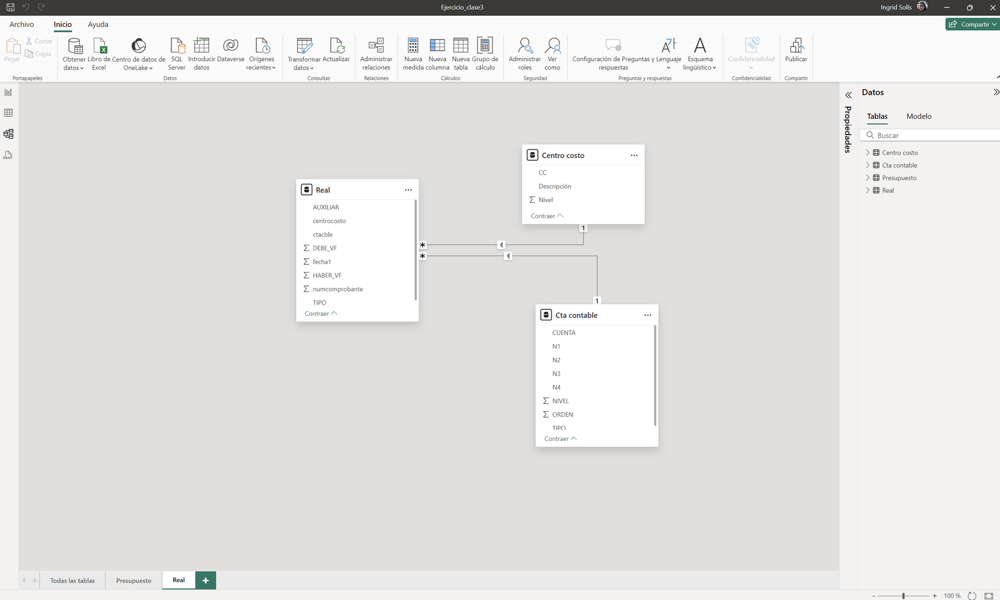 Ejercicio_clase3
Ingrid Solís
Archivo
Inicio
Ayuda
Compartir
Pegar
Cortar
Copia
Portapapeles
Obtener datos
Libro de Excel
Centro de datos de OneLake
SQL Server
Introducir datos
Dataverse
Orígenes recientes
Datos
Transformar datos
Actualizar
Consultas
Administrar relaciones
Relaciones
Nueva medida
Nueva columna
Nueva tabla
Grupo de cálculo
Cálculos
Administrar roles
Ver como
Seguridad
Configuración de Preguntas y respuestas
Lenguaje
Esquema lingüístico
Preguntas y respuestas
Confidencialidad
Confidencialidad
Publicar
Compartir
DAX
Real
AUXILIAR
centrocosto
ctacble
Σ DEBE_VF
Σ fecha1
Σ HABER_VF
Σ numcomprobante
TIPO
Contraer
Centro costo
CC
Descripción
Σ Nivel
Contraer
1
*
*
1
Cta contable
CUENTA
N1
N2
N3
N4
Σ NIVEL
Σ ORDEN
TIPO
Contraer
Propiedades
Datos
Tablas
Modelo
Buscar
Centro costo
Cta contable
Presupuesto
Real
Todas las tablas
Presupuesto
Real
+
- + 100 %